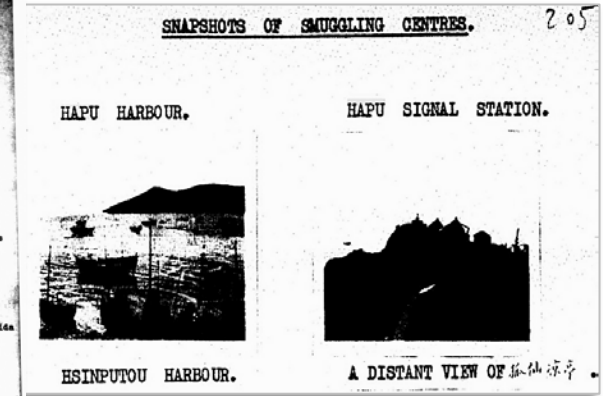 205
SNAPSHOTS OF SMUGGLING CENTRES.
HAPU HARBOUR. HAPU SIGNAL STATION.
HSINPUTOU HARBOUR. A DISTANT VIEW OF